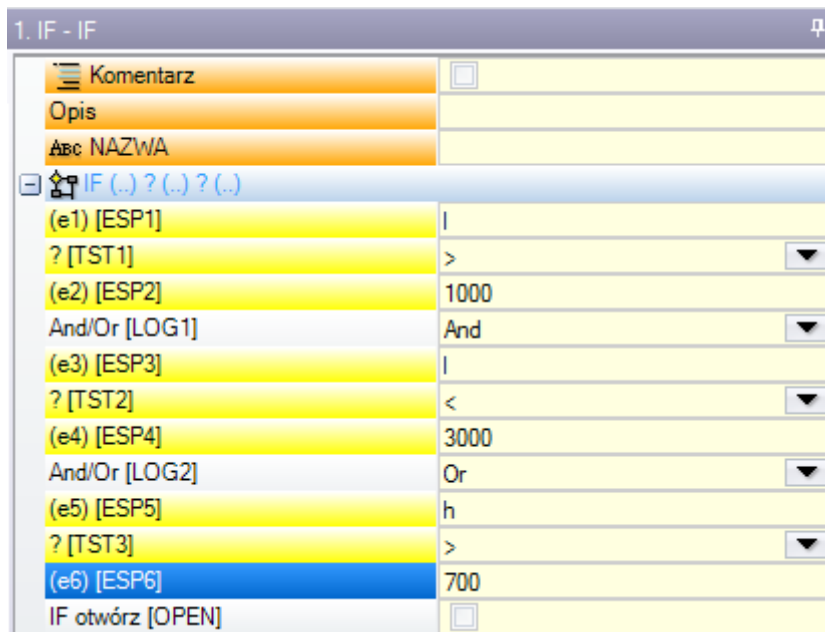 1. IF - IF
Komentarz
Opis
ABC NAZWA
IF (..) ? (..) ? (..)
(e1) [ESP1] l
? [TST1] >
(e2) [ESP2] 1000
And/Or [LOG1] And
(e3) [ESP3] l
? [TST2] <
(e4) [ESP4] 3000
And/Or [LOG2] Or
(e5) [ESP5] h
? [TST3] >
(e6) [ESP6] 700
IF otwórz [OPEN]